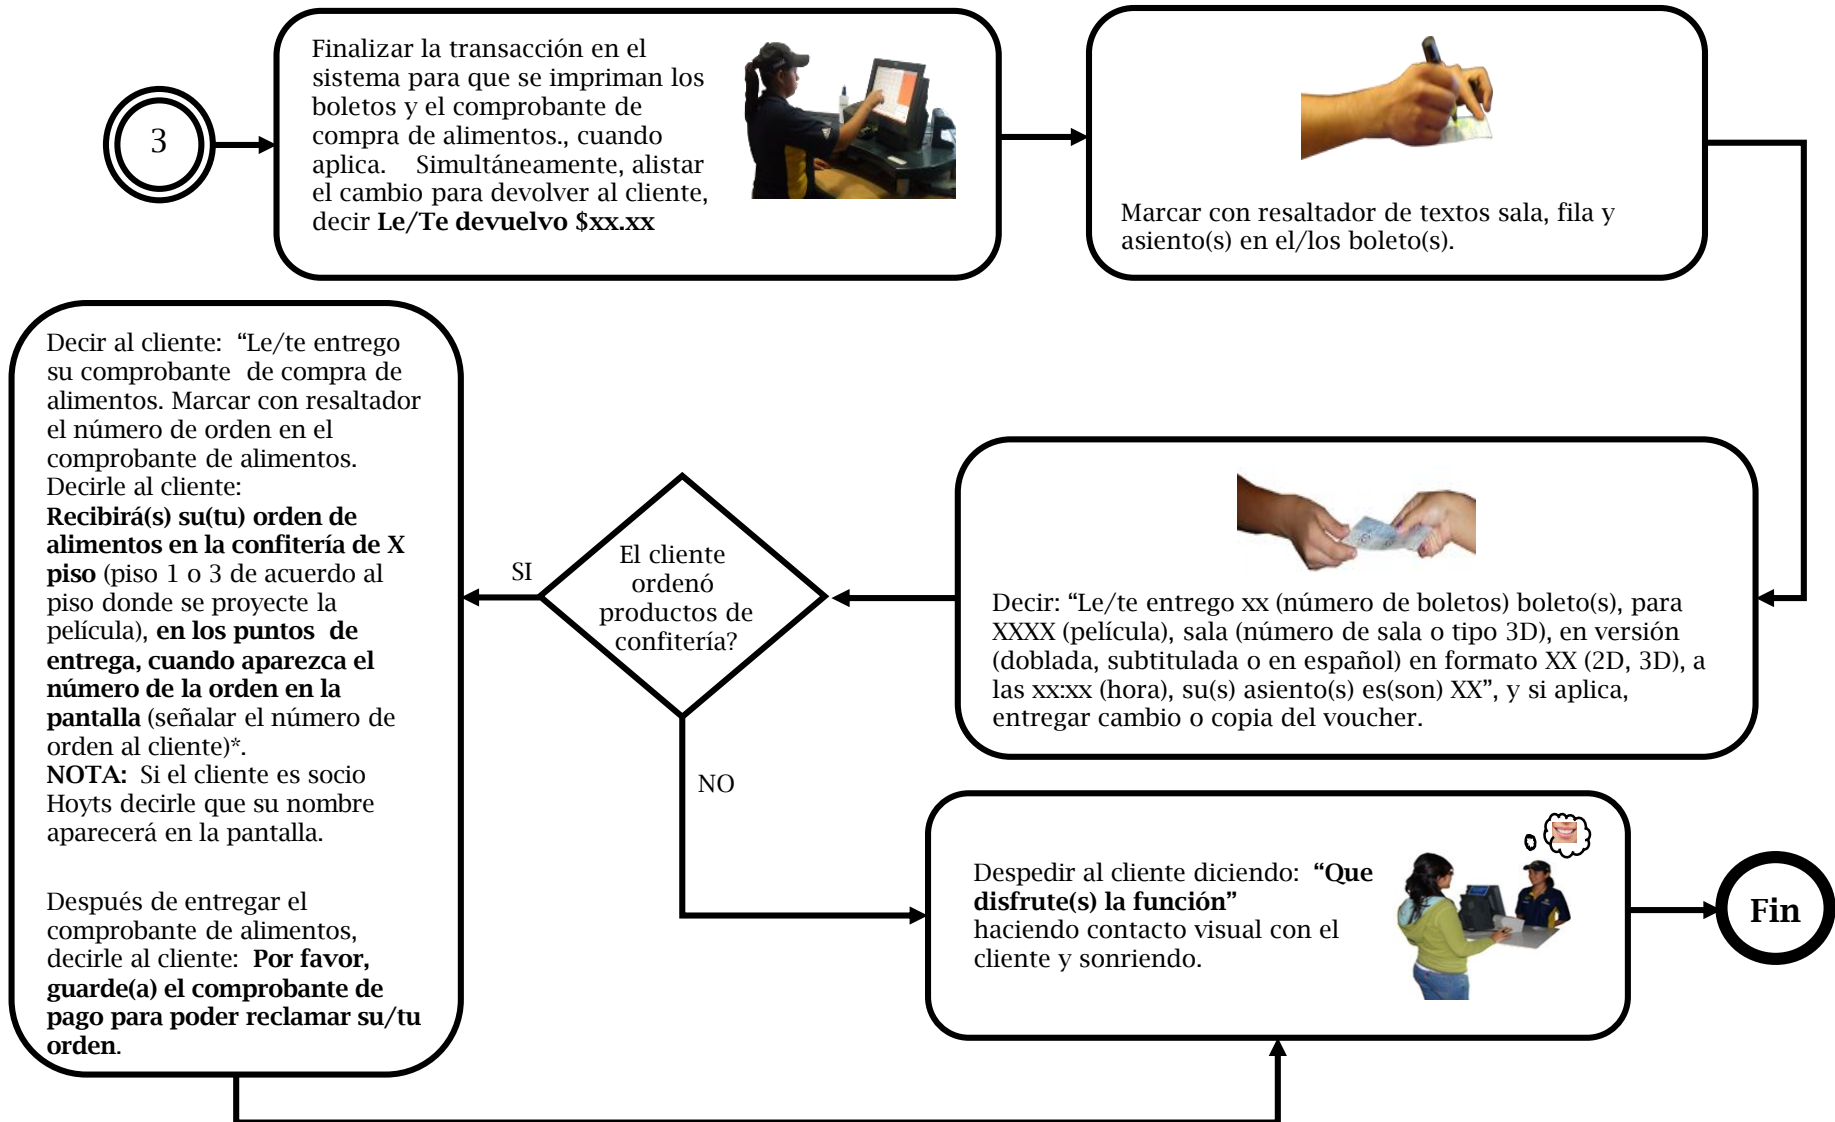 3
Finalizar la transacción en el
sistema para que se impriman los
boletos y el comprobante de
compra de alimentos., cuando
aplica. Simultáneamente, alistar
el cambio para devolver al cliente,
decir Le/Te devuelvo $xx.xx
Marcar con resaltador de textos sala, fila y
asiento(s) en el/los boleto(s).
Decir: “Le/te entrego xx (número de boletos) boleto(s), para
XXXX (película), sala (número de sala o tipo 3D), en versión
(doblada, subtitulada o en español) en formato XX (2D, 3D), a
las xx:xx (hora), su(s) asiento(s) es(son) XX”, y si aplica,
entregar cambio o copia del voucher.
El cliente
ordenó
productos de
confitería?
SI
Decir al cliente: “Le/te entrego
su comprobante de compra de
alimentos. Marcar con resaltador
el número de orden en el
comprobante de alimentos.
Decirle al cliente:
Recibirá(s) su(tu) orden de
alimentos en la confitería de X
piso (piso 1 o 3 de acuerdo al
piso donde se proyecte la
película), en los puntos de
entrega, cuando aparezca el
número de la orden en la
pantalla (señalar el número de
orden al cliente)*.
NOTA: Si el cliente es socio
Hoyts decirle que su nombre
aparecerá en la pantalla.
Después de entregar el
comprobante de alimentos,
decirle al cliente: Por favor,
guarde(a) el comprobante de
pago para poder reclamar su/tu
orden.
NO
Despedir al cliente diciendo: “Que
disfrute(s) la función”
haciendo contacto visual con el
cliente y sonriendo.
Fin